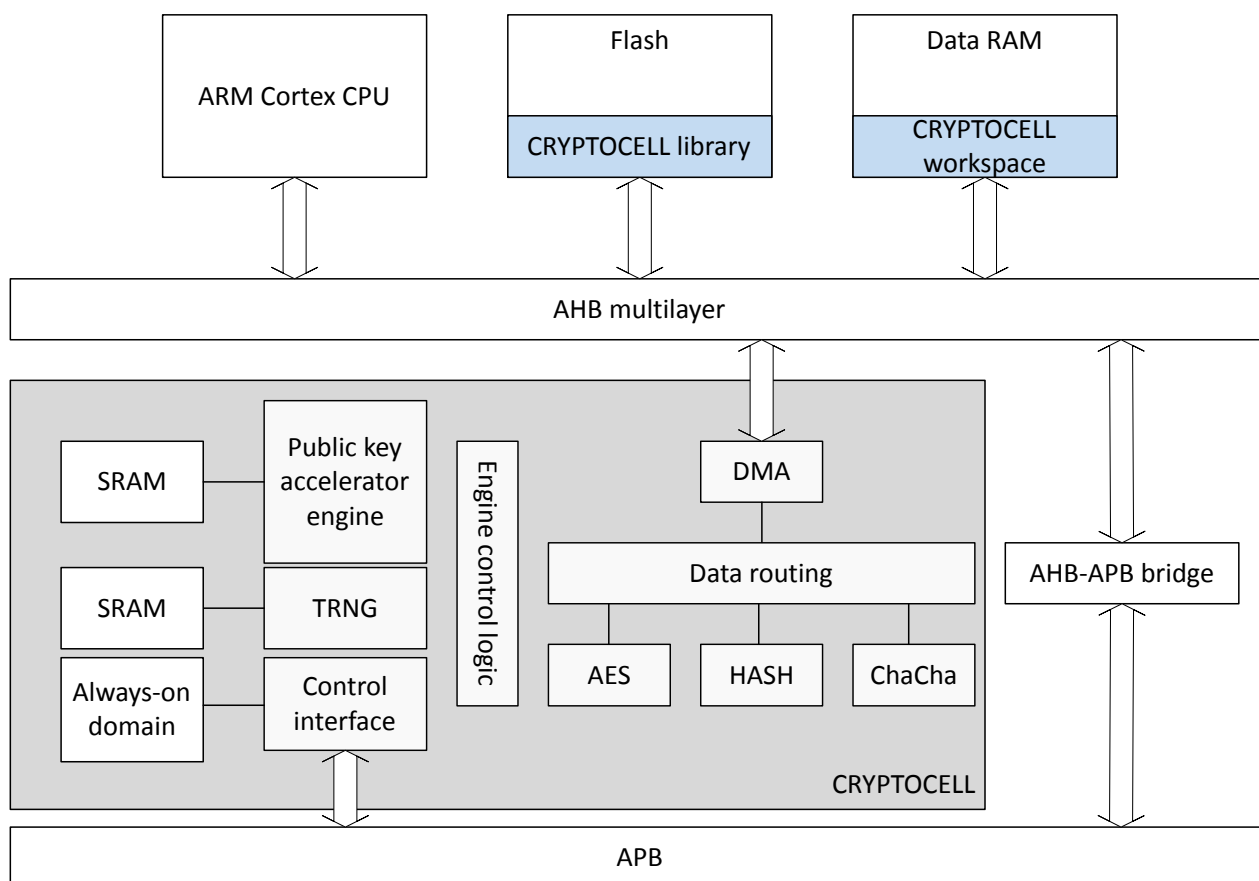 ARM Cortex CPU
Flash
CRYPTOCELL library
Data RAM
CRYPTOCELL
workspace
AHB multilayer
SRAM
Public key
accelerator
engine
SRAM
TRNG
Always-on
domain
Control
interface
Engine control logic
DMA
Data routing
AES
HASH
ChaCha
CRYPTOCELL
AHB-APB bridge
APB